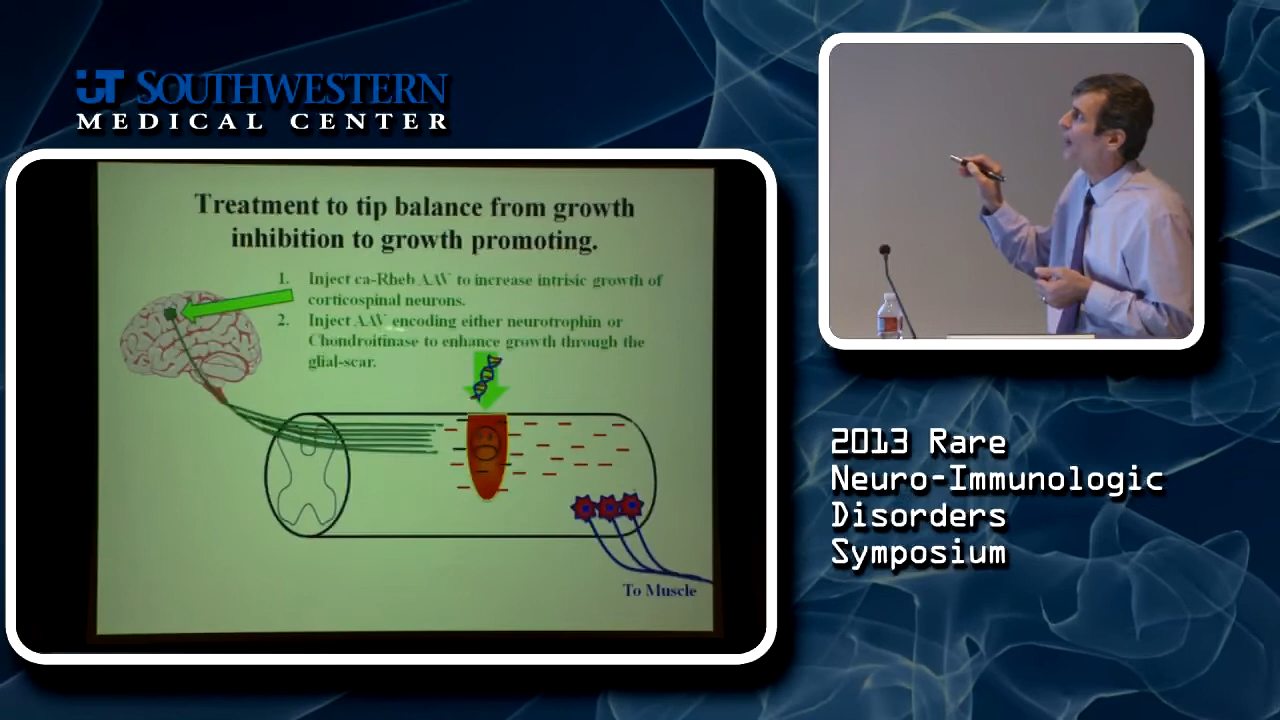 UT SOUTHWESTERN
MEDICAL CENTER
Treatment to tip balance from growth
inhibition to growth promoting.
1. Inject ca-Rheb AAV to increase intrisic growth of
corticospinal neurons.
2. Inject AAV encoding either neurotrophin or
Chondroitinase to enhance growth through the
glial-scar.
To Muscle
2013 Rare
Neuro-Immunologic
Disorders
Symposium